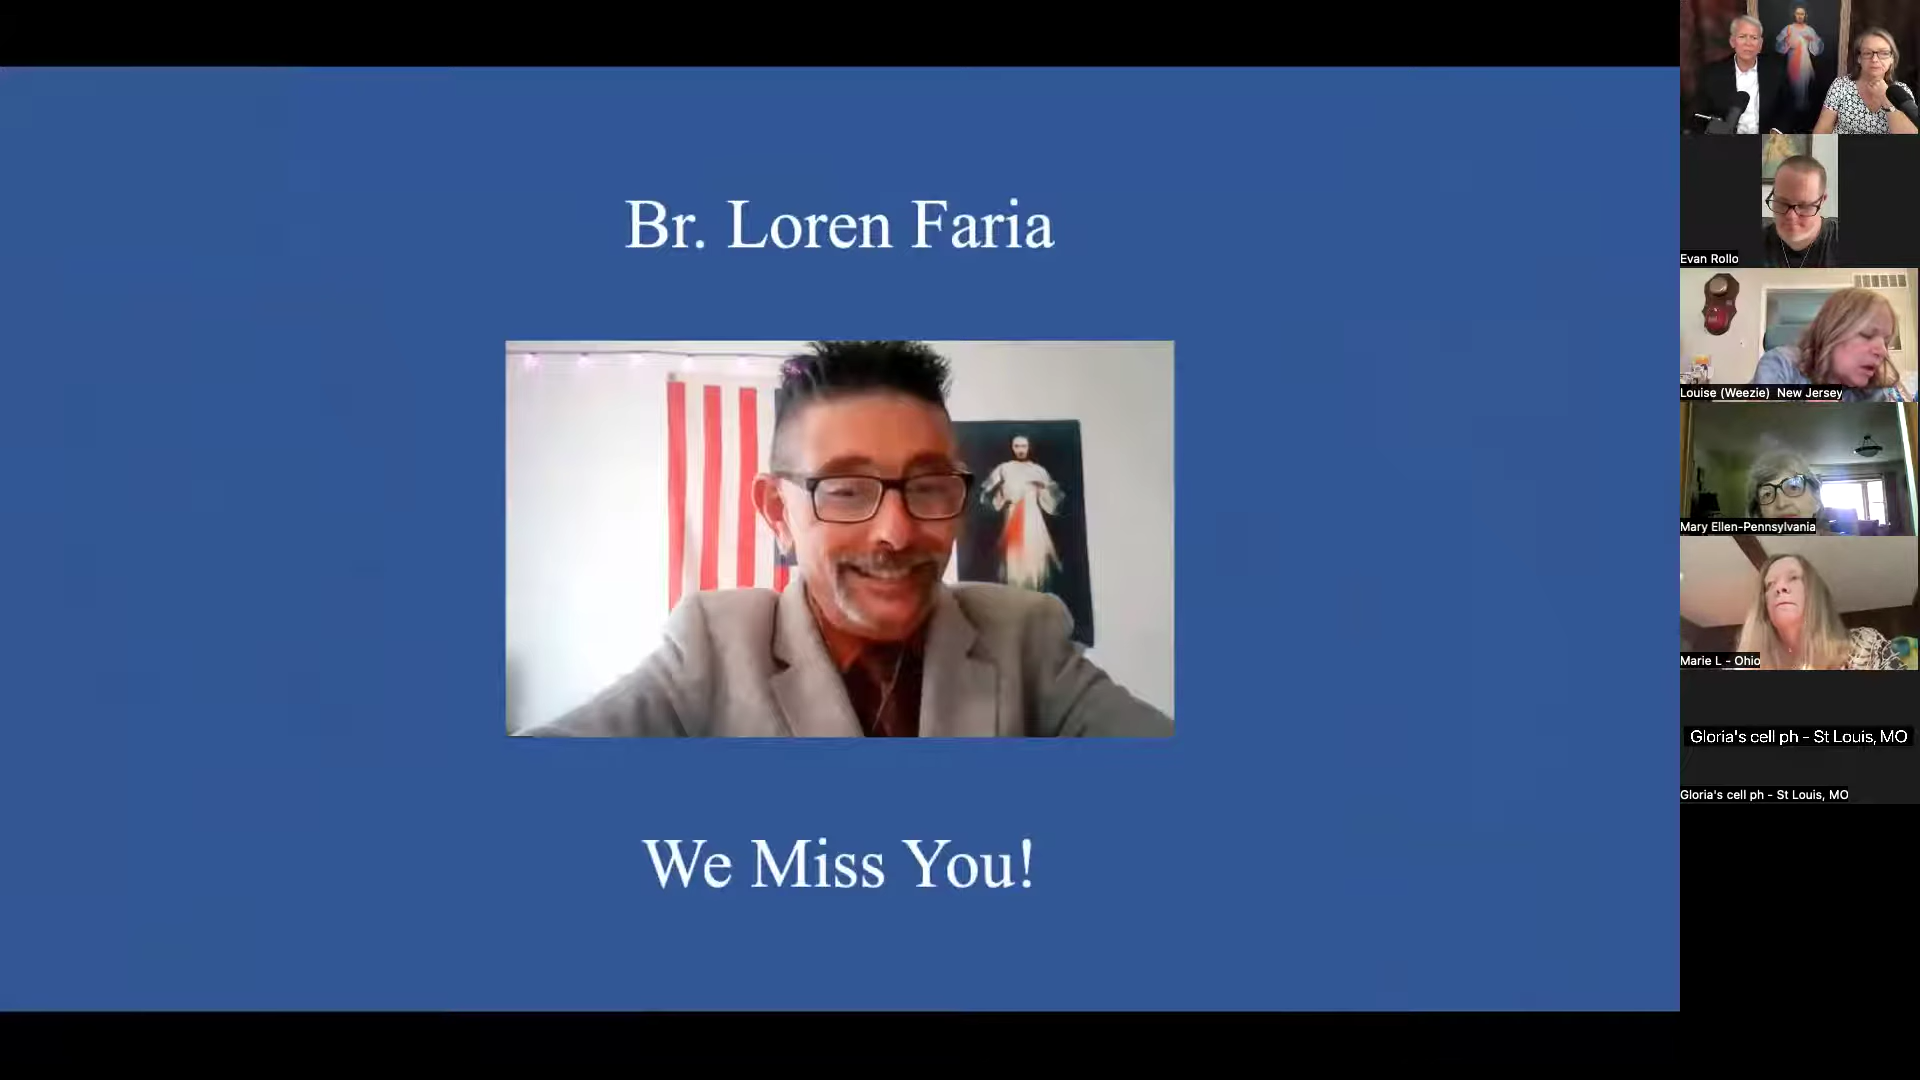 Br. Loren Faria
We Miss You!
Evan Rollo
Louise (Weezie) New Jersey
Mary Ellen-Pennsylvania
Marie L - Ohio
Gloria's cell ph - St Louis, MO
Gloria's cell ph - St Louis, MO